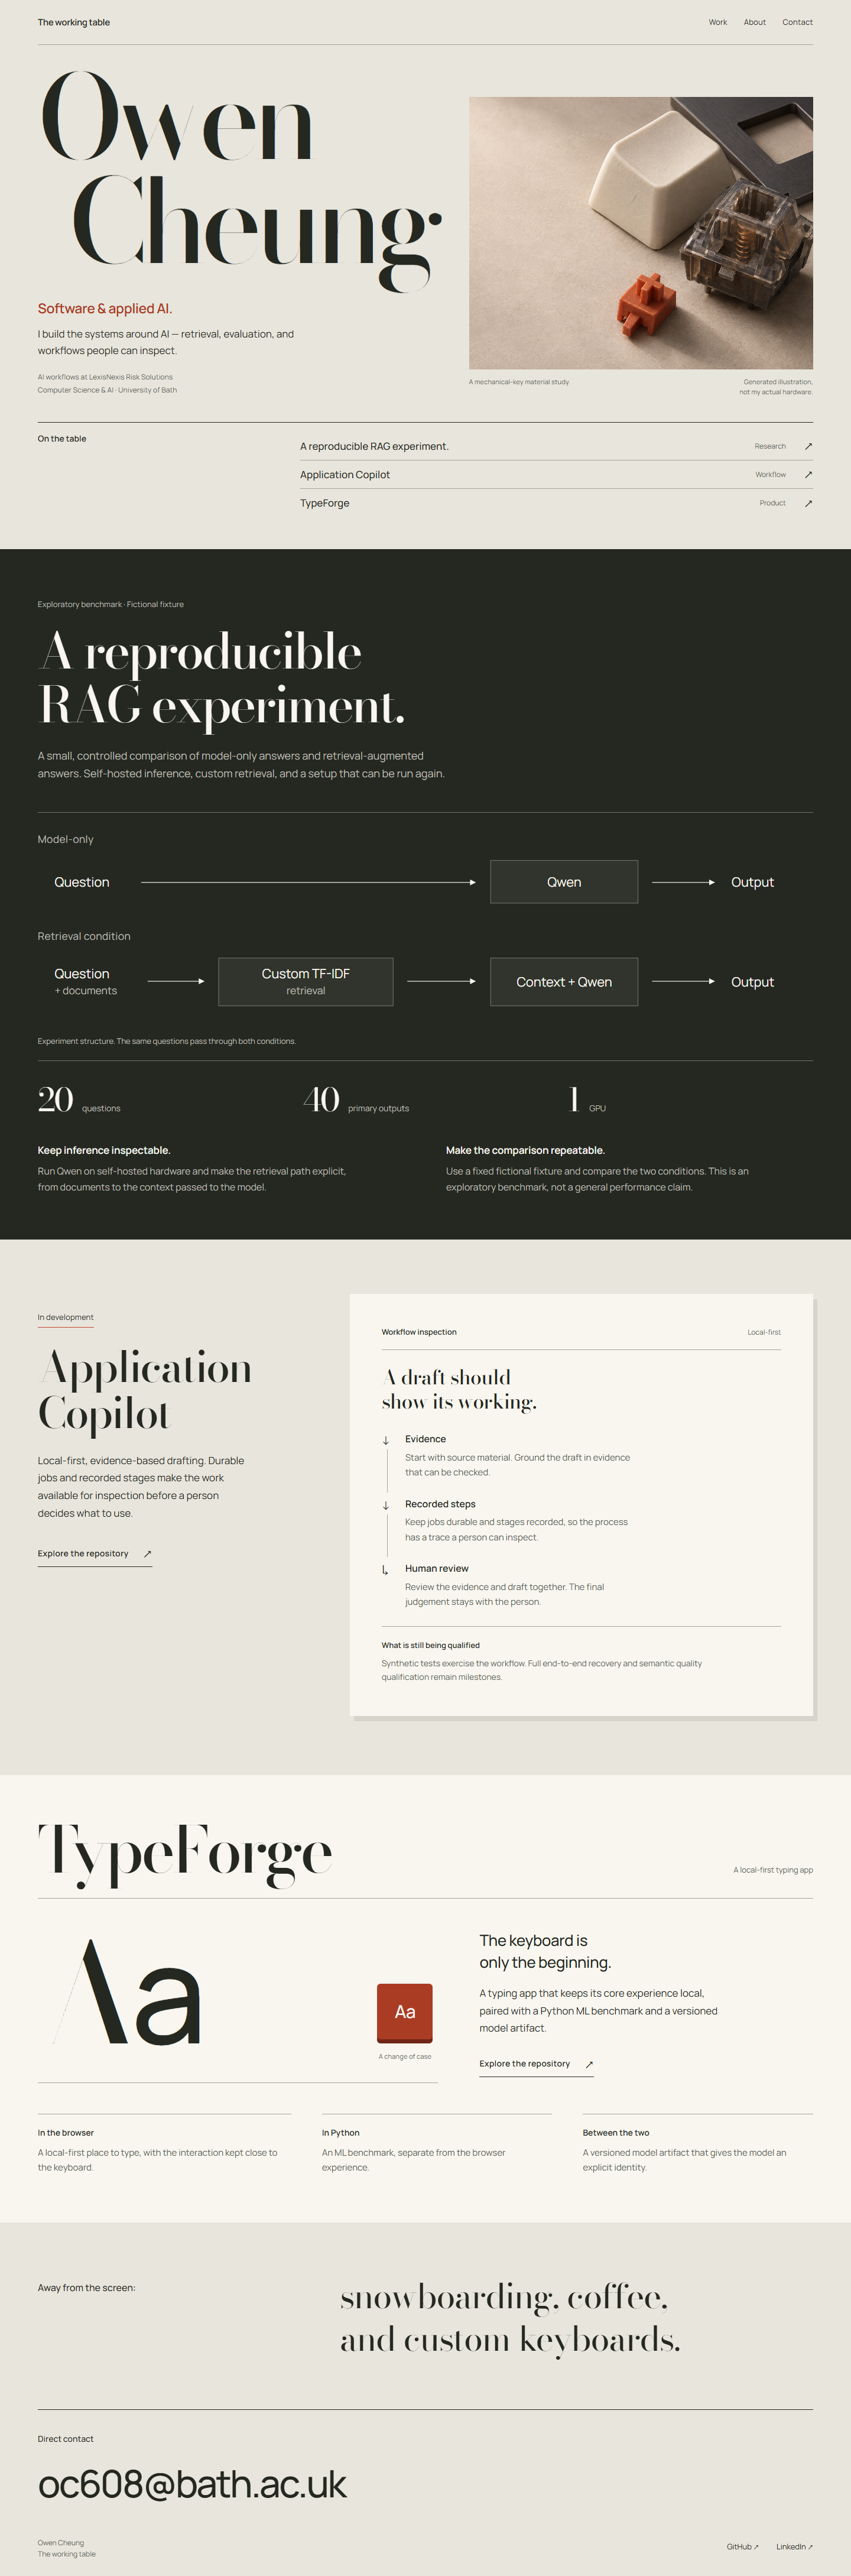 The working table
Work About Contact
Owen
Cheung
Software & applied AI.
I build the systems around AI — retrieval, evaluation, and
workflows people can inspect.
AI workflows at LexisNexis Risk Solutions
Computer Science & AI · University of Bath
A mechanical-key material study.
Generated illustration,
not my actual hardware.
On the table
A reproducible RAG experiment. Research ↗
Application Copilot Workflow ↗
TypeForge Product ↗
Exploratory benchmark · Fictional fixture
A reproducible
RAG experiment.
A small, controlled comparison of model-only answers and retrieval-augmented
answers. Self-hosted inference, custom retrieval, and a setup that can be run again.
Model-only
Question Qwen Output
Retrieval condition
Question
+ documents
Custom TF-IDF
retrieval
Context + Qwen
Output
Experiment structure. The same questions pass through both conditions.
20 questions
40 primary outputs
1 GPU
Keep inference inspectable.
Run Qwen on self-hosted hardware and make the retrieval path explicit,
from documents to the context passed to the model.
Make the comparison repeatable.
Use a fixed fictional fixture and compare the two conditions. This is an
exploratory benchmark, not a general performance claim.
In development
Application
Copilot
Local-first, evidence-based drafting. Durable
jobs and recorded stages make the work
available for inspection before a person
decides what to use.
Explore the repository ↗
Workflow inspection Local-first
A draft should
show its working.
Evidence
Start with source material. Ground the draft in evidence
that can be checked.
Recorded steps
Keep jobs durable and stages recorded, so the process
has a trace a person can inspect.
Human review
Review the evidence and draft together. The final
judgement stays with the person.
What is still being qualified
Synthetic tests exercise the workflow. Full end-to-end recovery and semantic quality
qualification remain milestones.
TypeForge
A local-first typing app
Aa
Aa
A change of case
The keyboard is
only the beginning.
A typing app that keeps its core experience local,
paired with a Python ML benchmark and a versioned
model artifact.
Explore the repository ↗
In the browser
A local-first place to type, with the interaction kept close to
the keyboard.
In Python
An ML benchmark, separate from the browser
experience.
Between the two
A versioned model artifact that gives the model an
explicit identity.
Away from the screen:
snowboarding, coffee,
and custom keyboards.
Direct contact
oc608@bath.ac.uk
Owen Cheung
The working table
GitHub ↗ LinkedIn ↗